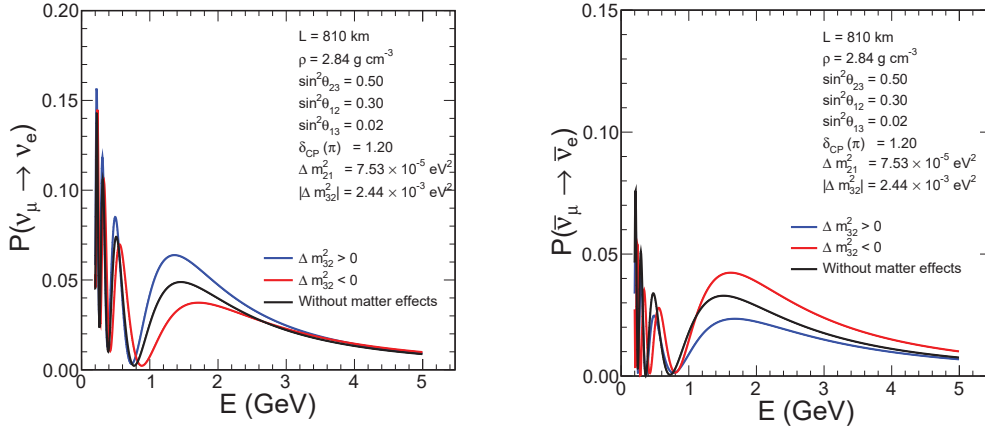 0.20
0.15
0.10
0.05
0.00
P(ν_μ → ν_e)
L = 810 km
ρ = 2.84 g cm⁻³
sin²θ₂₃ = 0.50
sin²θ₁₂ = 0.30
sin²θ₁₃ = 0.02
δ_CP (π) = 1.20
Δ m²₂₁ = 7.53 × 10⁻⁵ eV²
|Δ m²₃₂| = 2.44 × 10⁻³ eV²
Δ m²₃₂ > 0
Δ m²₃₂ < 0
Without matter effects
0 1 2 3 4 5
E (GeV)
0.15
0.10
0.05
0.00
P(ν̄_μ → ν̄_e)
L = 810 km
ρ = 2.84 g cm⁻³
sin²θ₂₃ = 0.50
sin²θ₁₂ = 0.30
sin²θ₁₃ = 0.02
δ_CP (π) = 1.20
Δ m²₂₁ = 7.53 × 10⁻⁵ eV²
|Δ m²₃₂| = 2.44 × 10⁻³ eV²
Δ m²₃₂ > 0
Δ m²₃₂ < 0
Without matter effects
0 1 2 3 4 5
E (GeV)